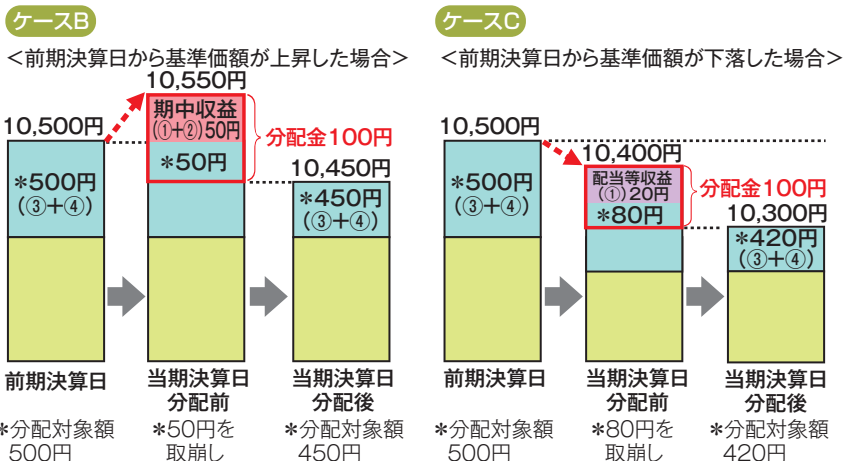 ケースB
<前期決算日から基準価額が上昇した場合>
10,550円
10,500円
期中収益
(①+②)50円
分配金100円
*50円
10,450円
*500円
(③+④)
*450円
(③+④)
前期決算日
当期決算日
分配前
当期決算日
分配後
*分配対象額
500円
*50円を
取崩し
*分配対象額
450円
ケースC
<前期決算日から基準価額が下落した場合>
10,500円
10,400円
配当等収益
(①)20円
分配金100円
*80円
10,300円
*500円
(③+④)
*420円
(③+④)
前期決算日
当期決算日
分配前
当期決算日
分配後
*分配対象額
500円
*80円を
取崩し
*分配対象額
420円